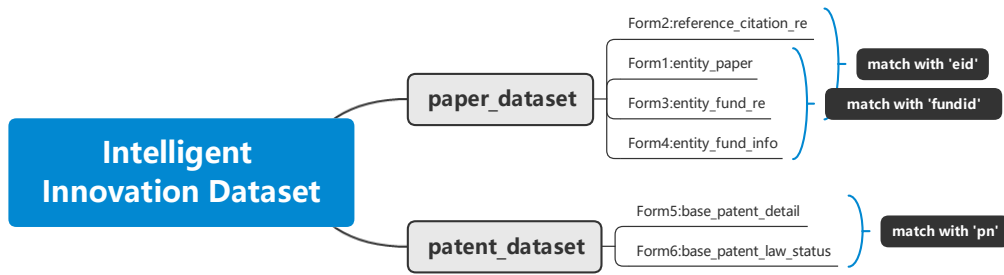 Intelligent
Innovation Dataset
paper_dataset
Form2:reference_citation_re
Form1:entity_paper
Form3:entity_fund_re
Form4:entity_fund_info
match with 'eid'
match with 'fundid'
patent_dataset
Form5:base_patent_detail
Form6:base_patent_law_status
match with 'pn'